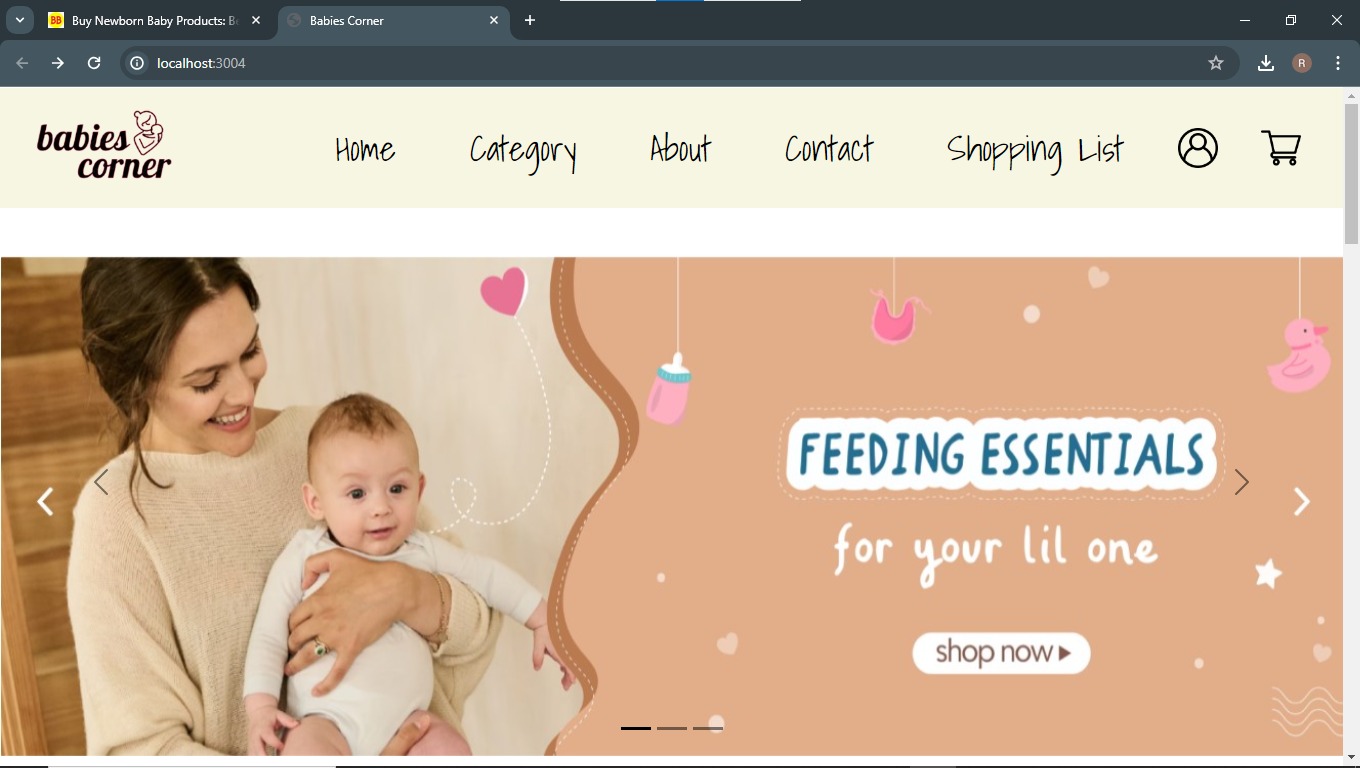 Buy Newborn Baby Products: Be
Babies Corner
localhost:3004
R
babies
corner
Home
Category
About
Contact
Shopping List
FEEDING ESSENTIALS
for your lil one
shop now